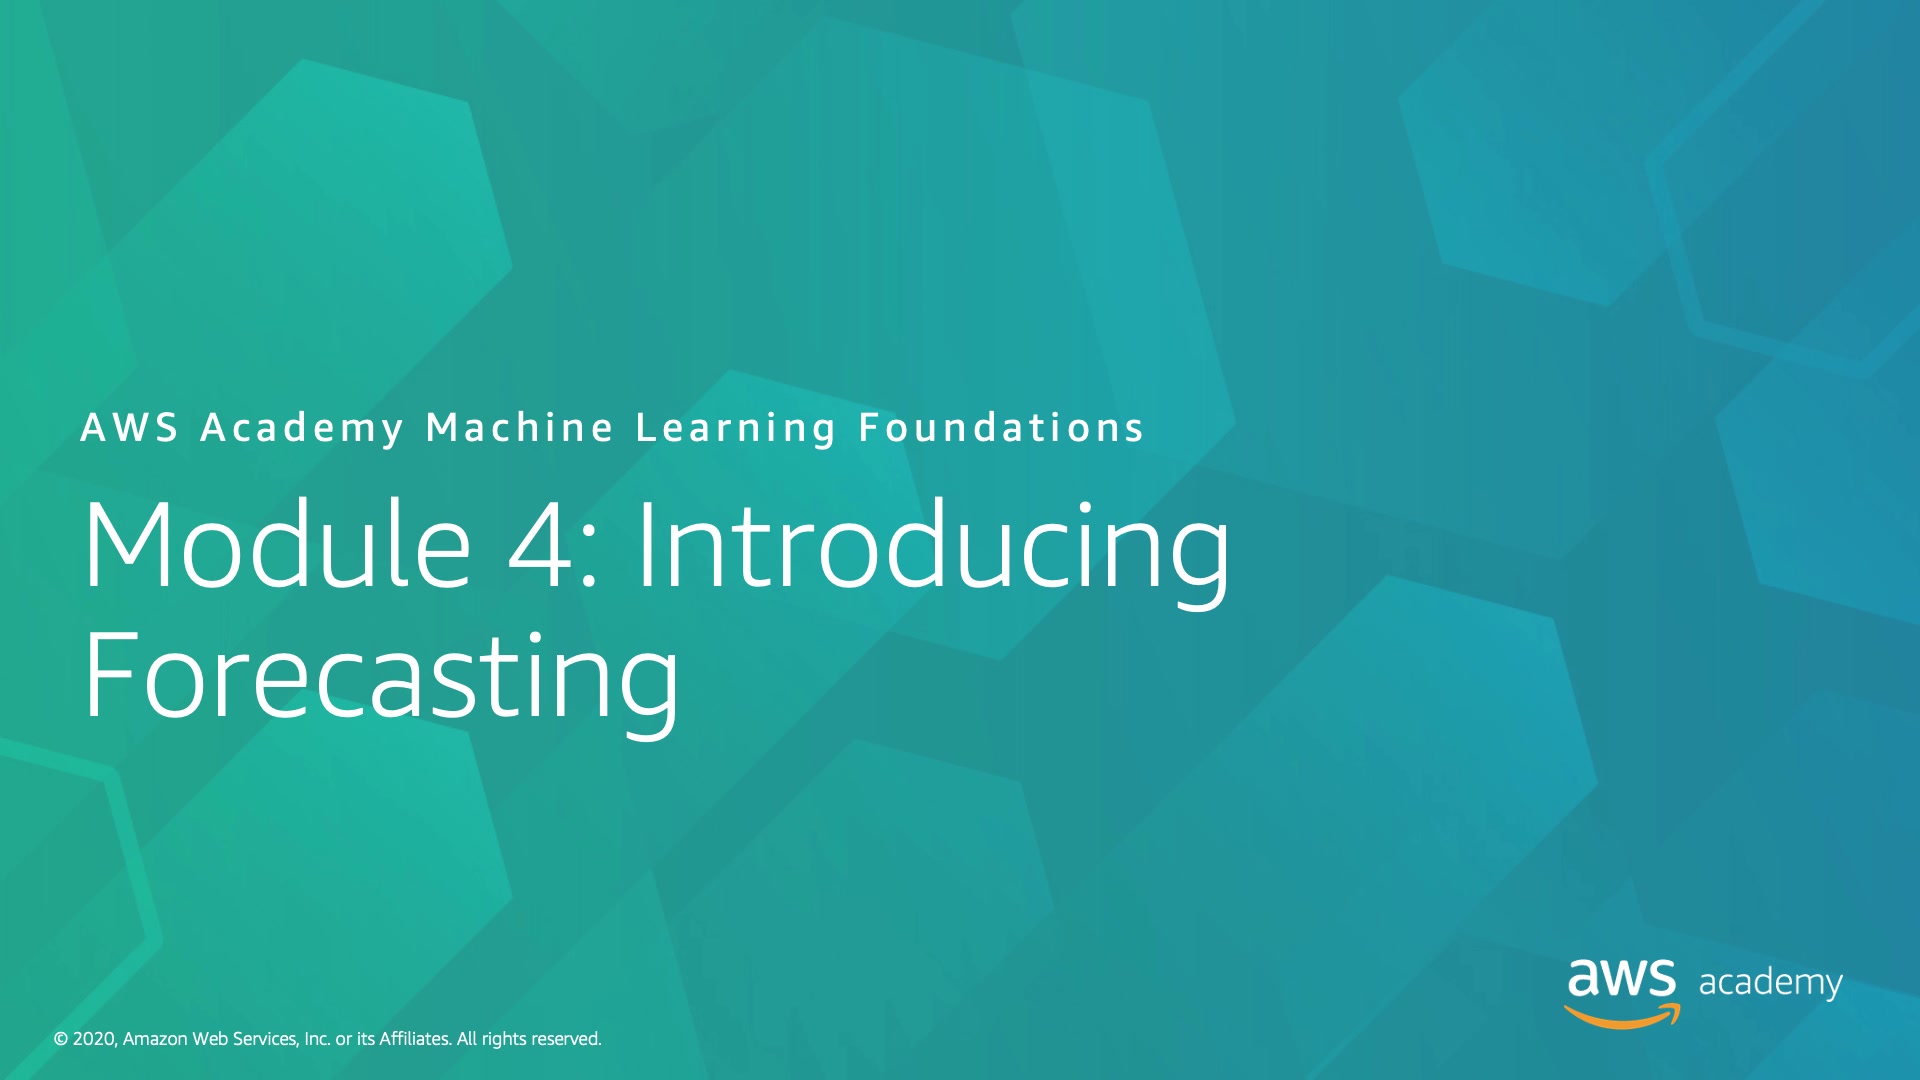 AWS Academy Machine Learning Foundations
Module 4: Introducing
Forecasting
aws academy
© 2020, Amazon Web Services, Inc. or its Affiliates. All rights reserved.